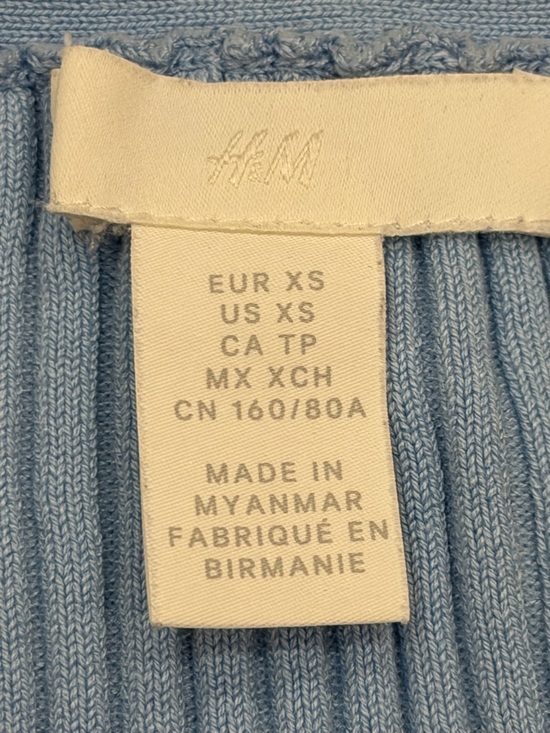 H&M
EUR XS
US XS
CA TP
MX XCH
CN 160/80A
MADE IN
MYANMAR
FABRIQUÉ EN
BIRMANIE